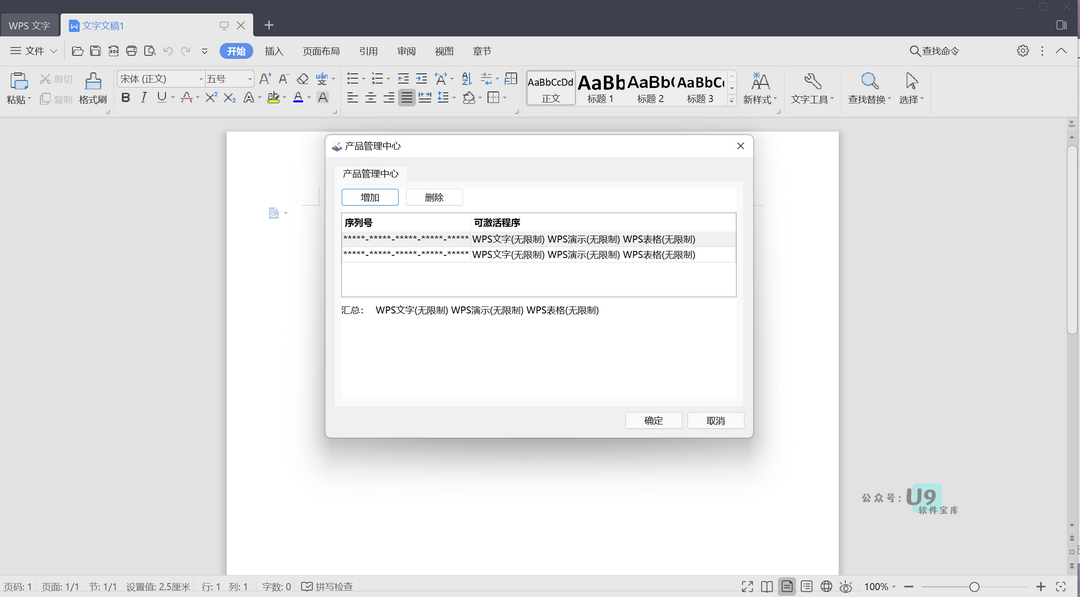 WPS 文字
文字文稿1
文件
开始
插入
页面布局
引用
审阅
视图
章节
查找命令
粘贴
剪切
复制
格式刷
宋体 (正文)
五号
AaBbCcDd
正文
AaBb
标题 1
AaBb(
标题 2
AaBbC
标题 3
新样式
文字工具
查找替换
选择
产品管理中心
产品管理中心
增加
删除
序列号 可激活程序
*****-*****-*****-*****-***** WPS文字(无限制) WPS演示(无限制) WPS表格(无限制)
*****-*****-*****-*****-***** WPS文字(无限制) WPS演示(无限制) WPS表格(无限制)
汇总: WPS文字(无限制) WPS演示(无限制) WPS表格(无限制)
确定
取消
公众号:U9
软件宝库
页码: 1 页面: 1/1 节: 1/1 设置值: 2.5厘米 行: 1 列: 1 字数: 0 拼写检查 100%